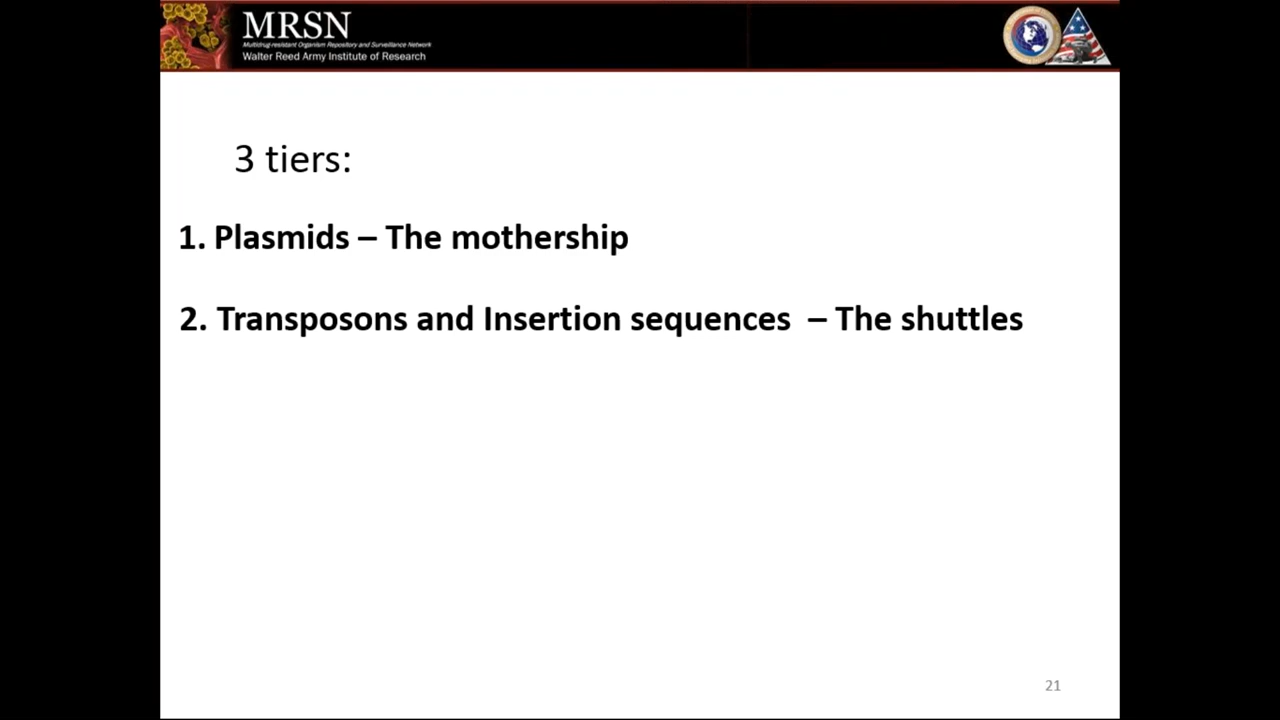 MRSN
Multidrug-resistant Organism Repository and Surveillance Network
Walter Reed Army Institute of Research
3 tiers:
1. Plasmids – The mothership
2. Transposons and Insertion sequences – The shuttles
21